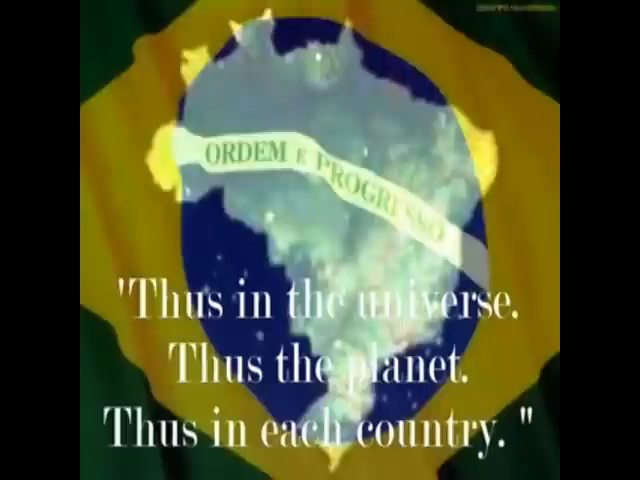 ORDEM E PROGRESSO
'Thus in the universe.
Thus the planet.
Thus in each country. "